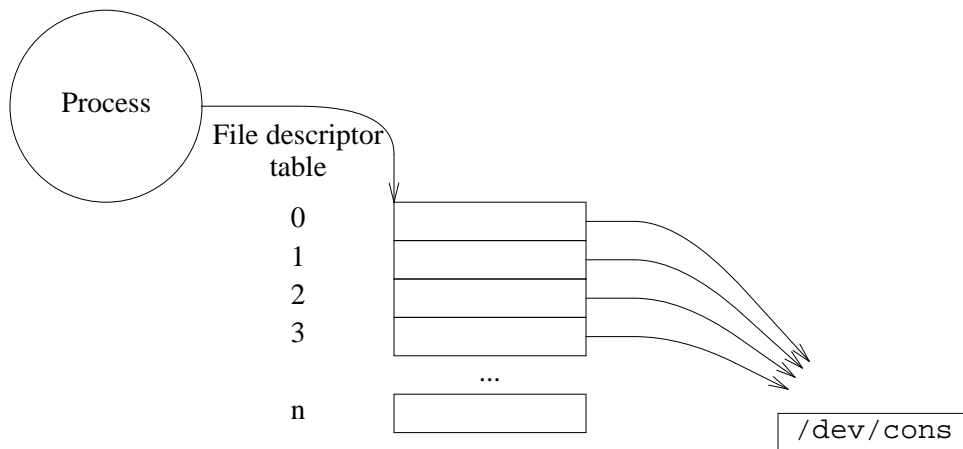 Process
File descriptor
table
0
1
2
3
...
n
/dev/cons